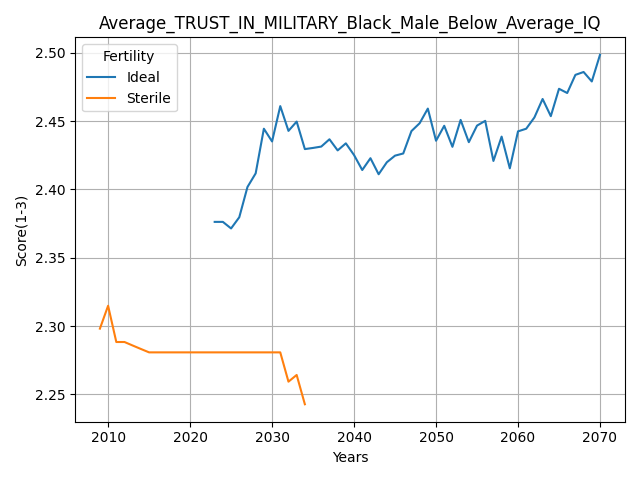 Average_TRUST_IN_MILITARY_Black_Male_Below_Average_IQ
Fertility
Ideal
Sterile
Score(1-3)
2.50
2.45
2.40
2.35
2.30
2.25
2010 2020 2030 2040 2050 2060 2070
Years